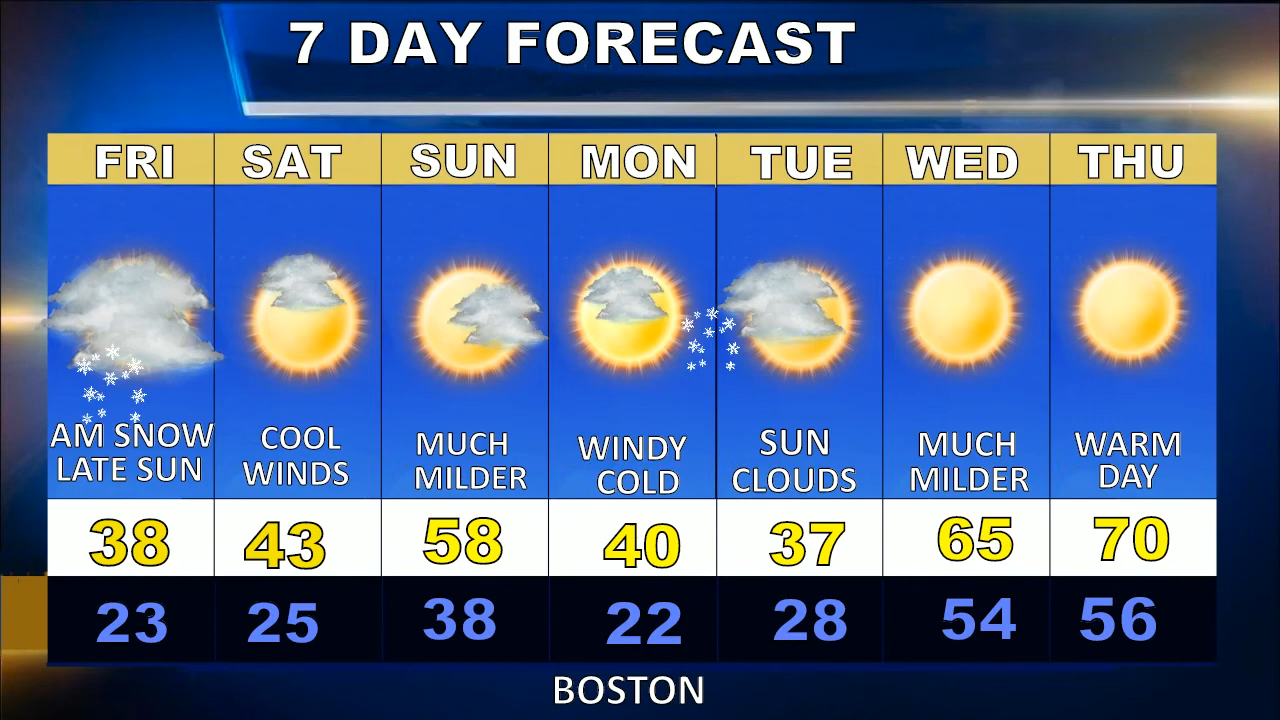 7 DAY FORECAST
FRI SAT SUN MON TUE WED THU
AM SNOW
LATE SUN
COOL
WINDS
MUCH
MILDER
WINDY
COLD
SUN
CLOUDS
MUCH
MILDER
WARM
DAY
38 43 58 40 37 65 70
23 25 38 22 28 54 56
BOSTON